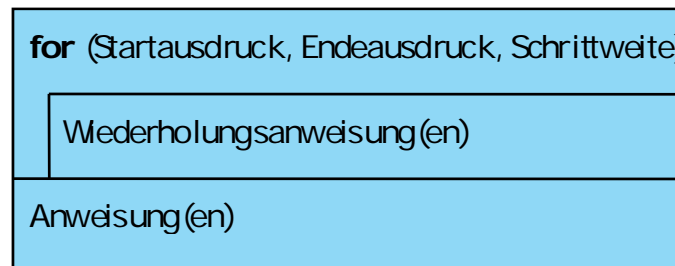 for (Startausdruck, Endeausdruck, Schrittweite)
Wiederholungsanweisung(en)
Anweisung(en)